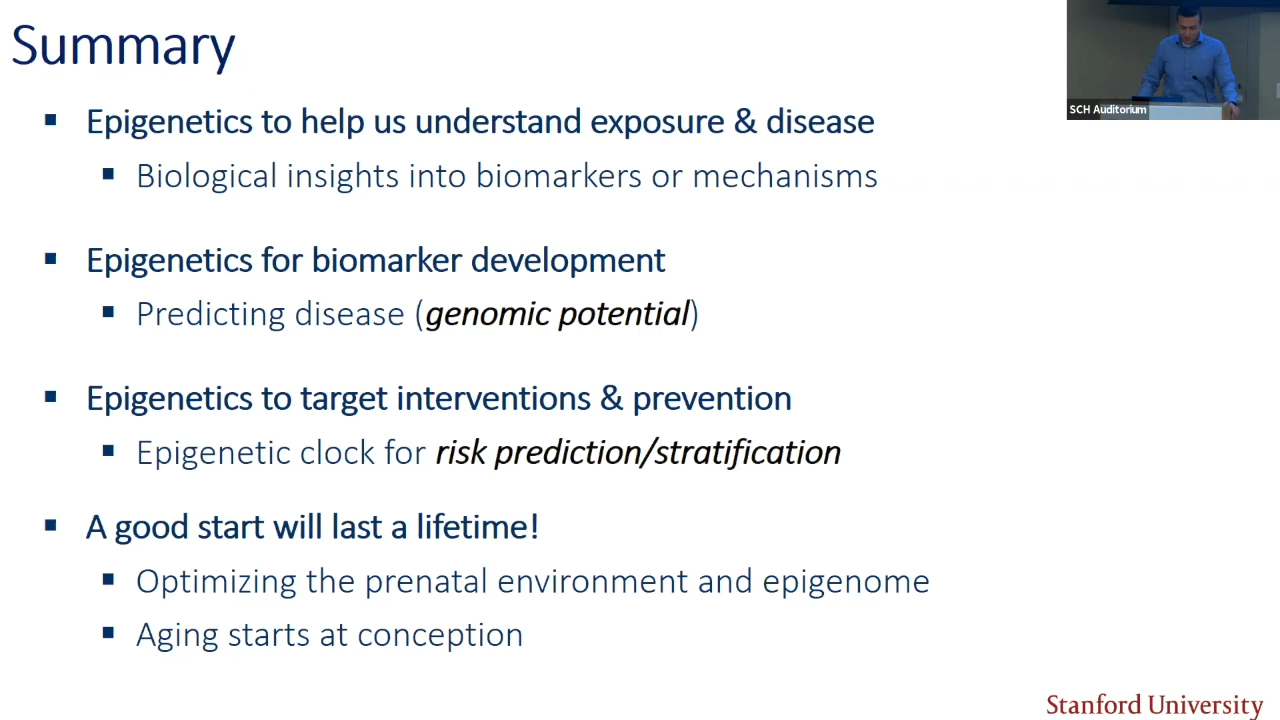 Summary
SCH Auditorium
▪ Epigenetics to help us understand exposure & disease
▪ Biological insights into biomarkers or mechanisms
▪ Epigenetics for biomarker development
▪ Predicting disease (genomic potential)
▪ Epigenetics to target interventions & prevention
▪ Epigenetic clock for risk prediction/stratification
▪ A good start will last a lifetime!
▪ Optimizing the prenatal environment and epigenome
▪ Aging starts at conception
Stanford University